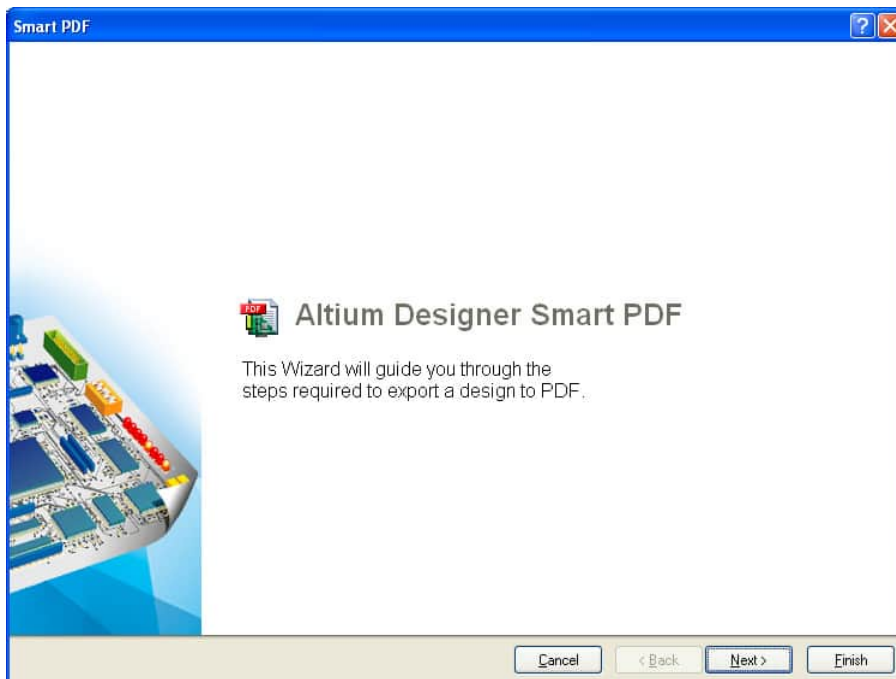 Smart PDF
PDF
Altium Designer Smart PDF
This Wizard will guide you through the
steps required to export a design to PDF.
Cancel < Back Next > Finish